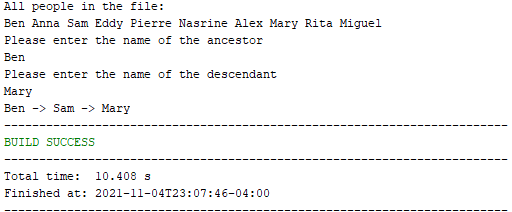 All people in the file:
Ben Anna Sam Eddy Pierre Nasrine Alex Mary Rita Miguel
Please enter the name of the ancestor
Ben
Please enter the name of the descendant
Mary
Ben -> Sam -> Mary
------------------------------------------------------------------------
BUILD SUCCESS
------------------------------------------------------------------------
Total time:  10.408 s
Finished at: 2021-11-04T23:07:46-04:00
------------------------------------------------------------------------